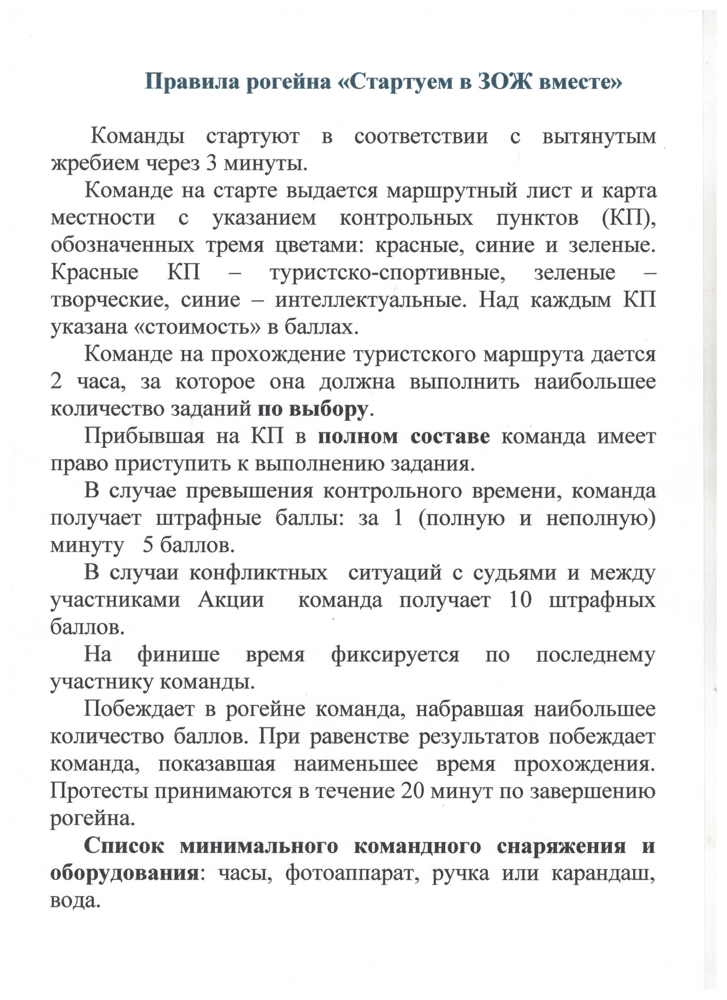 Правила рогейна «Стартуем в ЗОЖ вместе»
Команды стартуют в соответствии с вытянутым
жребием через 3 минуты.
Команде на старте выдается маршрутный лист и карта
местности с указанием контрольных пунктов (КП),
обозначенных тремя цветами: красные, синие и зеленые.
Красные КП – туристско-спортивные, зеленые –
творческие, синие – интеллектуальные. Над каждым КП
указана «стоимость» в баллах.
Команде на прохождение туристского маршрута дается
2 часа, за которое она должна выполнить наибольшее
количество заданий по выбору.
Прибывшая на КП в полном составе команда имеет
право приступить к выполнению задания.
В случае превышения контрольного времени, команда
получает штрафные баллы: за 1 (полную и неполную)
минуту 5 баллов.
В случаи конфликтных ситуаций с судьями и между
участниками Акции команда получает 10 штрафных
баллов.
На финише время фиксируется по последнему
участнику команды.
Побеждает в рогейне команда, набравшая наибольшее
количество баллов. При равенстве результатов побеждает
команда, показавшая наименьшее время прохождения.
Протесты принимаются в течение 20 минут по завершению
рогейна.
Список минимального командного снаряжения и
оборудования: часы, фотоаппарат, ручка или карандаш,
вода.